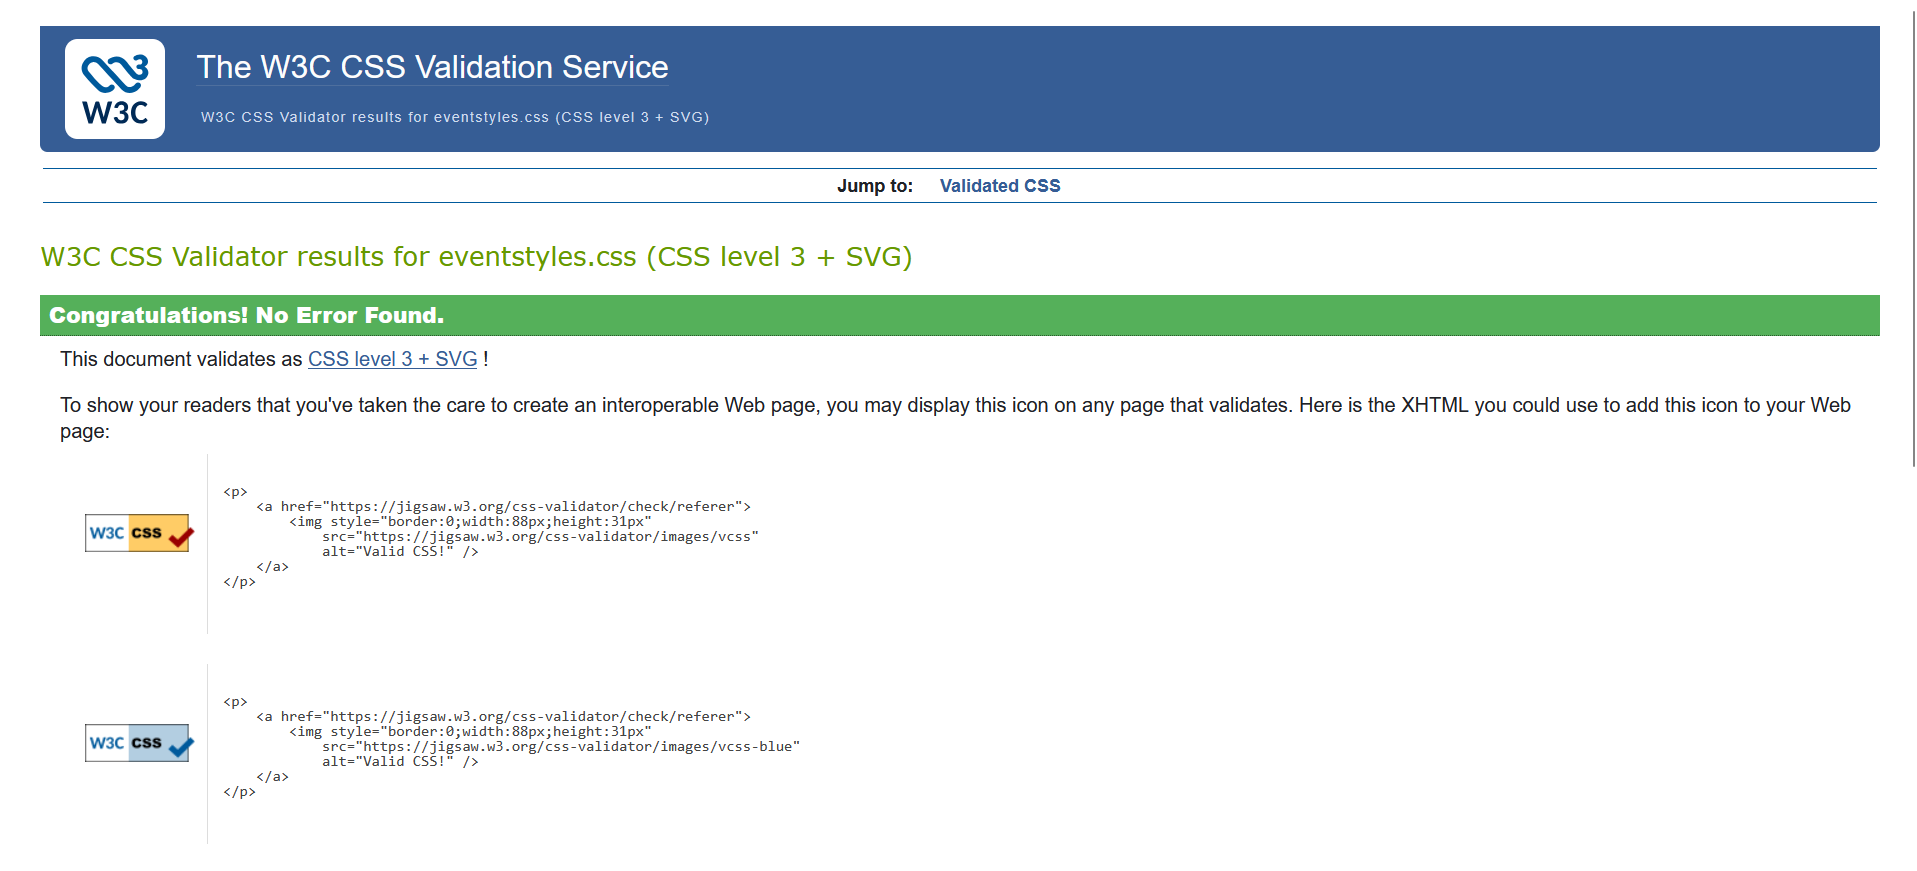 The W3C CSS Validation Service
W3C
W3C CSS Validator results for eventstyles.css (CSS level 3 + SVG)
Jump to: Validated CSS
W3C CSS Validator results for eventstyles.css (CSS level 3 + SVG)
Congratulations! No Error Found.
This document validates as CSS level 3 + SVG !
To show your readers that you've taken the care to create an interoperable Web page, you may display this icon on any page that validates. Here is the XHTML you could use to add this icon to your Web
page:
<p>
    <a href="https://jigsaw.w3.org/css-validator/check/referer">
        <img style="border:0;width:88px;height:31px"
            src="https://jigsaw.w3.org/css-validator/images/vcss"
            alt="Valid CSS!" />
    </a>
</p>
W3C css
<p>
    <a href="https://jigsaw.w3.org/css-validator/check/referer">
        <img style="border:0;width:88px;height:31px"
            src="https://jigsaw.w3.org/css-validator/images/vcss-blue"
            alt="Valid CSS!" />
    </a>
</p>
W3C css